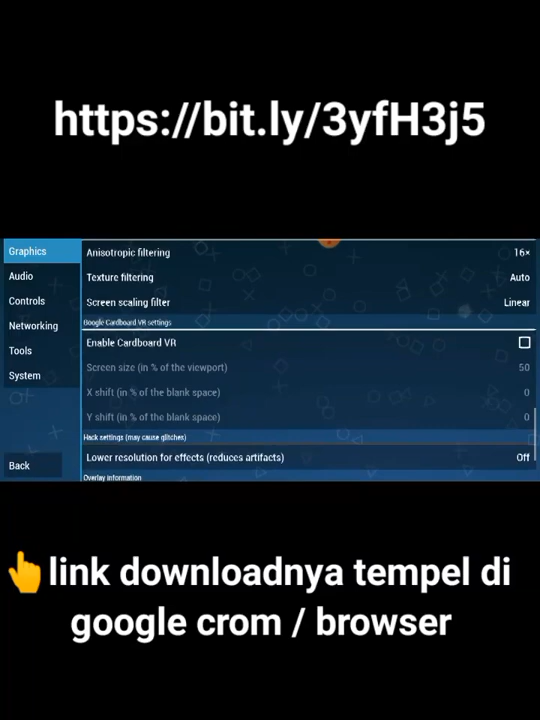 https://bit.ly/3yfH3j5
Graphics
Audio
Controls
Networking
Tools
System
Back
Anisotropic filtering 16×
Texture filtering Auto
Screen scaling filter Linear
Google Cardboard VR settings
Enable Cardboard VR
Screen size (in % of the viewport) 50
X shift (in % of the blank space) 0
Y shift (in % of the blank space) 0
Hack settings (may cause glitches)
Lower resolution for effects (reduces artifacts) Off
Overlay information
👆link downloadnya tempel di
google crom / browser